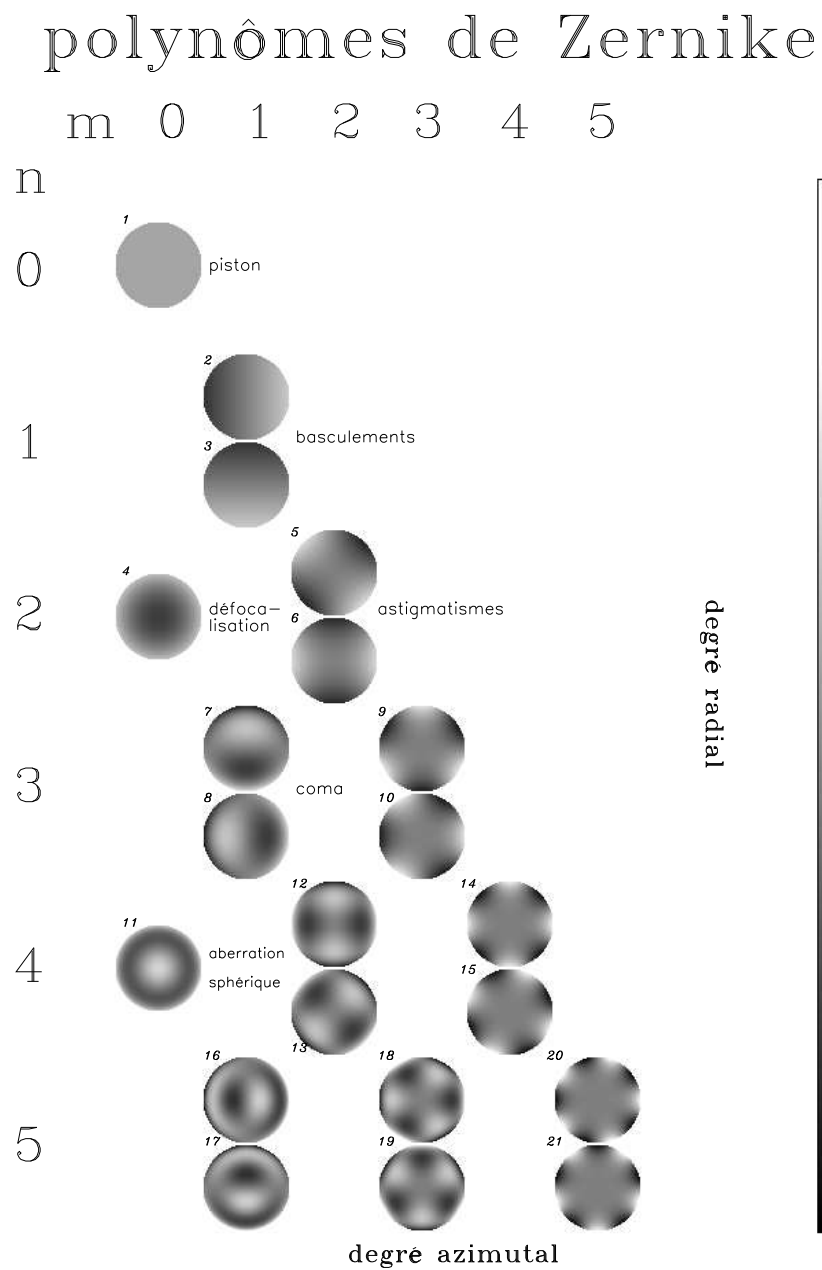 polynômes de Zernike
m 0 1 2 3 4 5
n
1
0 piston
2
3
1 basculements
5
4
6
2 défoca–
lisation
astigmatismes
7 9
8 10
3 coma
12 14
11
15
4 aberration
sphérique
13
16 18 20
17 19 21
5
degré radial
degré azimutal